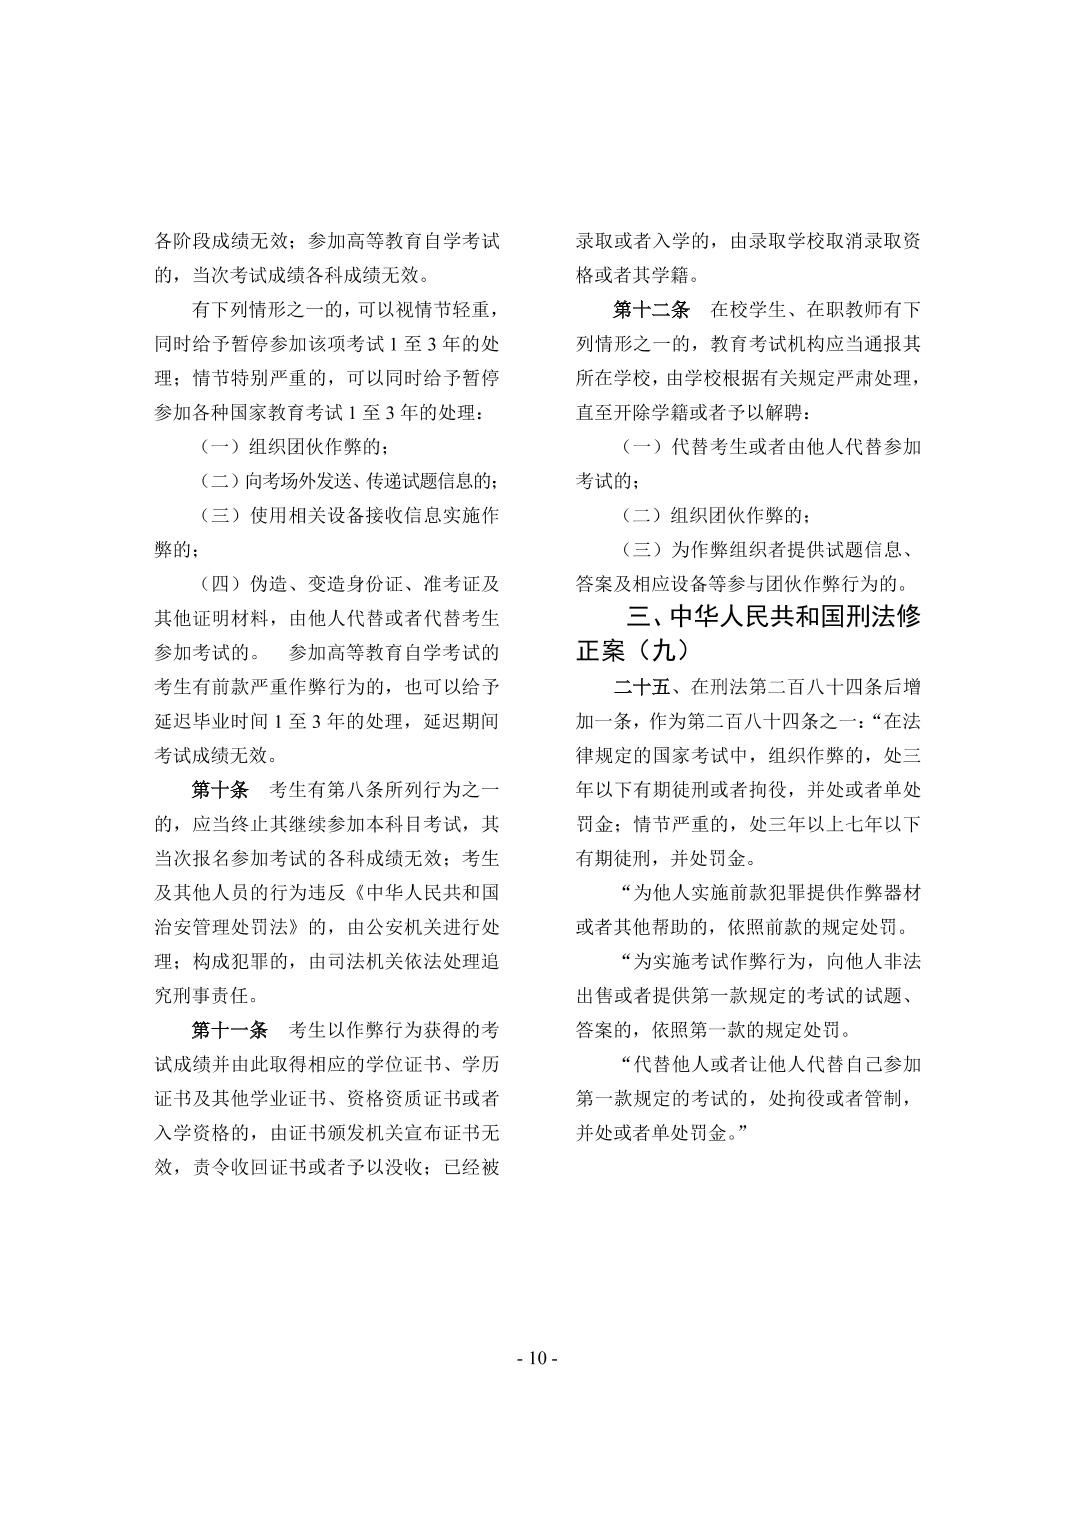 各阶段成绩无效；参加高等教育自学考试
的，当次考试成绩各科成绩无效。
有下列情形之一的，可以视情节轻重，
同时给予暂停参加该项考试 1 至 3 年的处
理；情节特别严重的，可以同时给予暂停
参加各种国家教育考试 1 至 3 年的处理：
（一）组织团伙作弊的；
（二）向考场外发送、传递试题信息的；
（三）使用相关设备接收信息实施作
弊的；
（四）伪造、变造身份证、准考证及
其他证明材料，由他人代替或者代替考生
参加考试的。　参加高等教育自学考试的
考生有前款严重作弊行为的，也可以给予
延迟毕业时间 1 至 3 年的处理，延迟期间
考试成绩无效。
第十条　考生有第八条所列行为之一
的，应当终止其继续参加本科目考试，其
当次报名参加考试的各科成绩无效；考生
及其他人员的行为违反《中华人民共和国
治安管理处罚法》的，由公安机关进行处
理；构成犯罪的，由司法机关依法处理追
究刑事责任。
第十一条　考生以作弊行为获得的考
试成绩并由此取得相应的学位证书、学历
证书及其他学业证书、资格资质证书或者
入学资格的，由证书颁发机关宣布证书无
效，责令收回证书或者予以没收；已经被
录取或者入学的，由录取学校取消录取资
格或者其学籍。
第十二条　在校学生、在职教师有下
列情形之一的，教育考试机构应当通报其
所在学校，由学校根据有关规定严肃处理，
直至开除学籍或者予以解聘：
（一）代替考生或者由他人代替参加
考试的；
（二）组织团伙作弊的；
（三）为作弊组织者提供试题信息、
答案及相应设备等参与团伙作弊行为的。
三、中华人民共和国刑法修
正案（九）
二十五、在刑法第二百八十四条后增
加一条，作为第二百八十四条之一：“在法
律规定的国家考试中，组织作弊的，处三
年以下有期徒刑或者拘役，并处或者单处
罚金；情节严重的，处三年以上七年以下
有期徒刑，并处罚金。
“为他人实施前款犯罪提供作弊器材
或者其他帮助的，依照前款的规定处罚。
“为实施考试作弊行为，向他人非法
出售或者提供第一款规定的考试的试题、
答案的，依照第一款的规定处罚。
“代替他人或者让他人代替自己参加
第一款规定的考试的，处拘役或者管制，
并处或者单处罚金。”
- 10 -